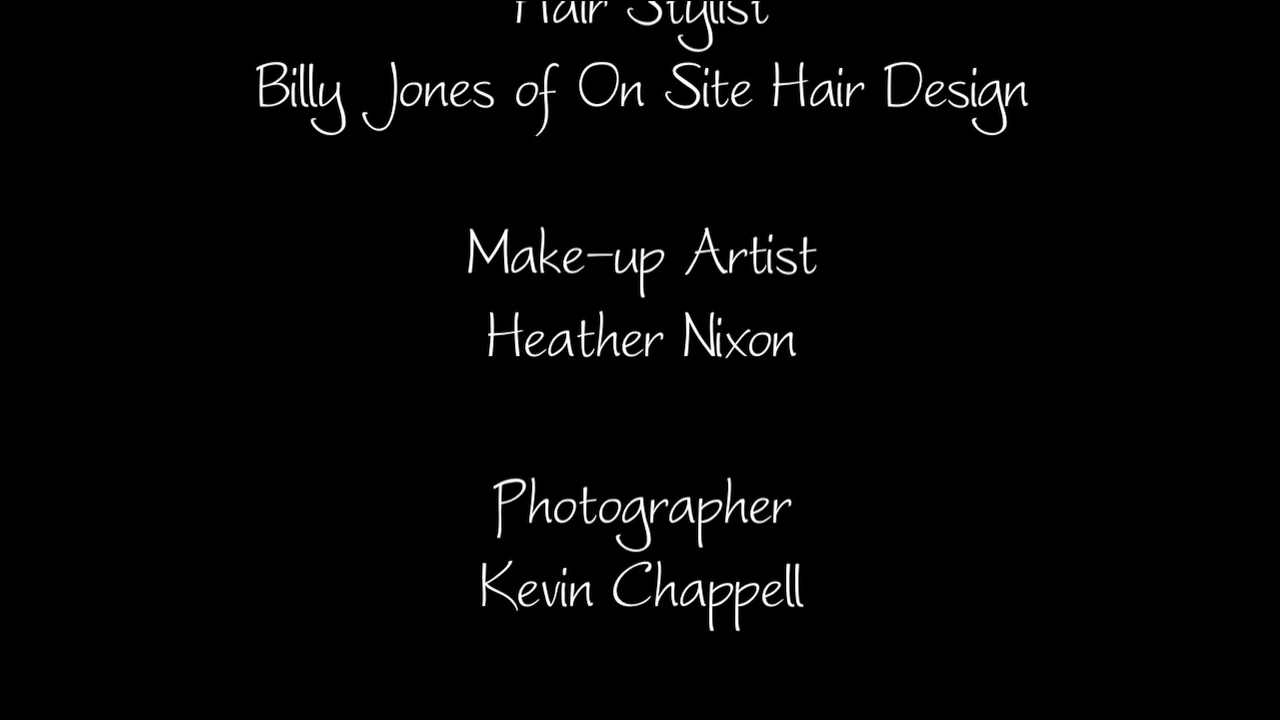 Hair Stylist
Billy Jones of On Site Hair Design
Make-up Artist
Heather Nixon
Photographer
Kevin Chappell